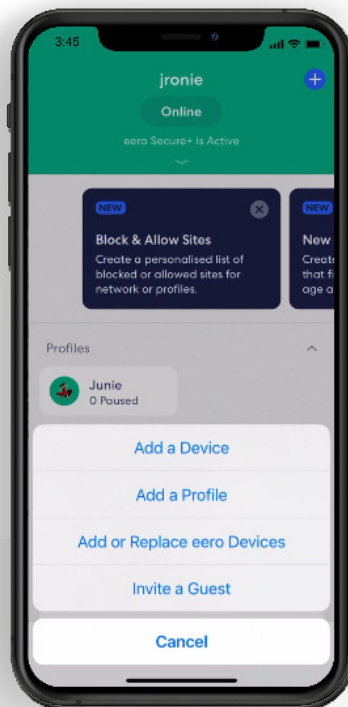 3:45
jronie
Online
eero Secure+ is Active
NEW
Block & Allow Sites
Create a personalised list of
blocked or allowed sites for
network or profiles.
NEW
New
Create
that fi
age a
Profiles
Junie
0 Paused
Add a Device
Add a Profile
Add or Replace eero Devices
Invite a Guest
Cancel